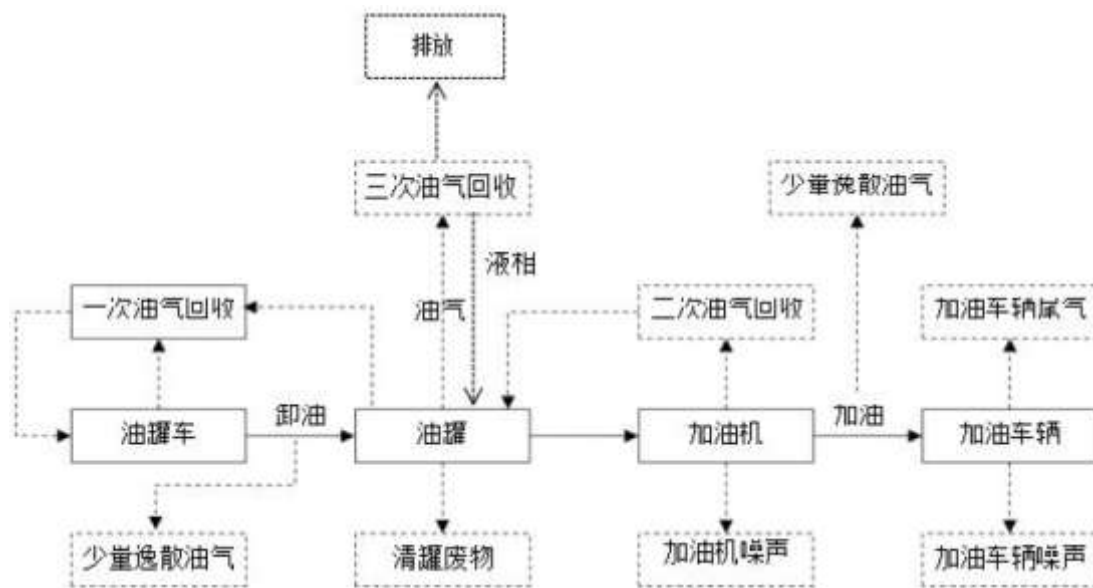 排放
三次油气回收
少量逸散油气
液相
一次油气回收
油气
二次油气回收
加油车辆尾气
油罐车
卸油
油罐
加油机
加油
加油车辆
少量逸散油气
清罐废物
加油机噪声
加油车辆噪声